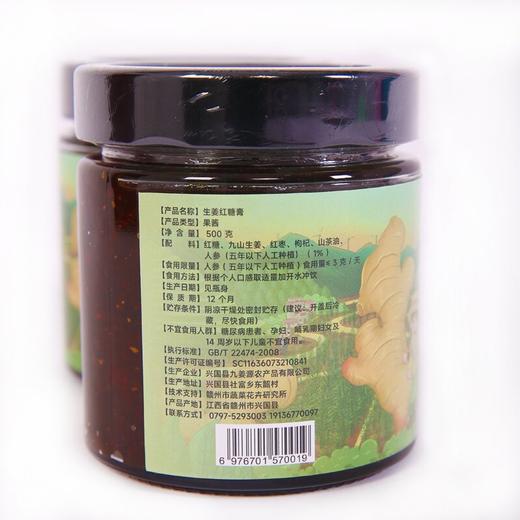 【产品名称】 生姜红糖膏
【产品类型】 果酱
【净 含 量】 500 克
【配    料】 红糖、九山生姜、红枣、枸杞、山茶油、
人参（五年以下人工种植）（1%）
【食用限量】 人参（五年以下人工种植）食用量≤3克／天
【食用方法】 根据个人口感取适量加开水冲饮
【生产日期】 见瓶身
【保 质 期】 12 个月
【贮存条件】 阴凉干燥处密封贮存（建议：开盖后冷
藏，尽快食用）
【不宜食用人群】 糖尿病患者、孕妇、哺乳期妇女及
14 周岁以下儿童不宜食用
【执行标准】 GB/T 22474-2008
【生产许可证编号】 SC11636073210841
【生产企业】 兴国县九姜源农产品有限公司
【生产地址】 兴国县社富乡东韶村
【技术支持】 赣州市蔬菜花卉研究所
【产品产地】 江西省赣州市兴国县
【联系方式】 0797-5293003 19136770097
6 976701 570019